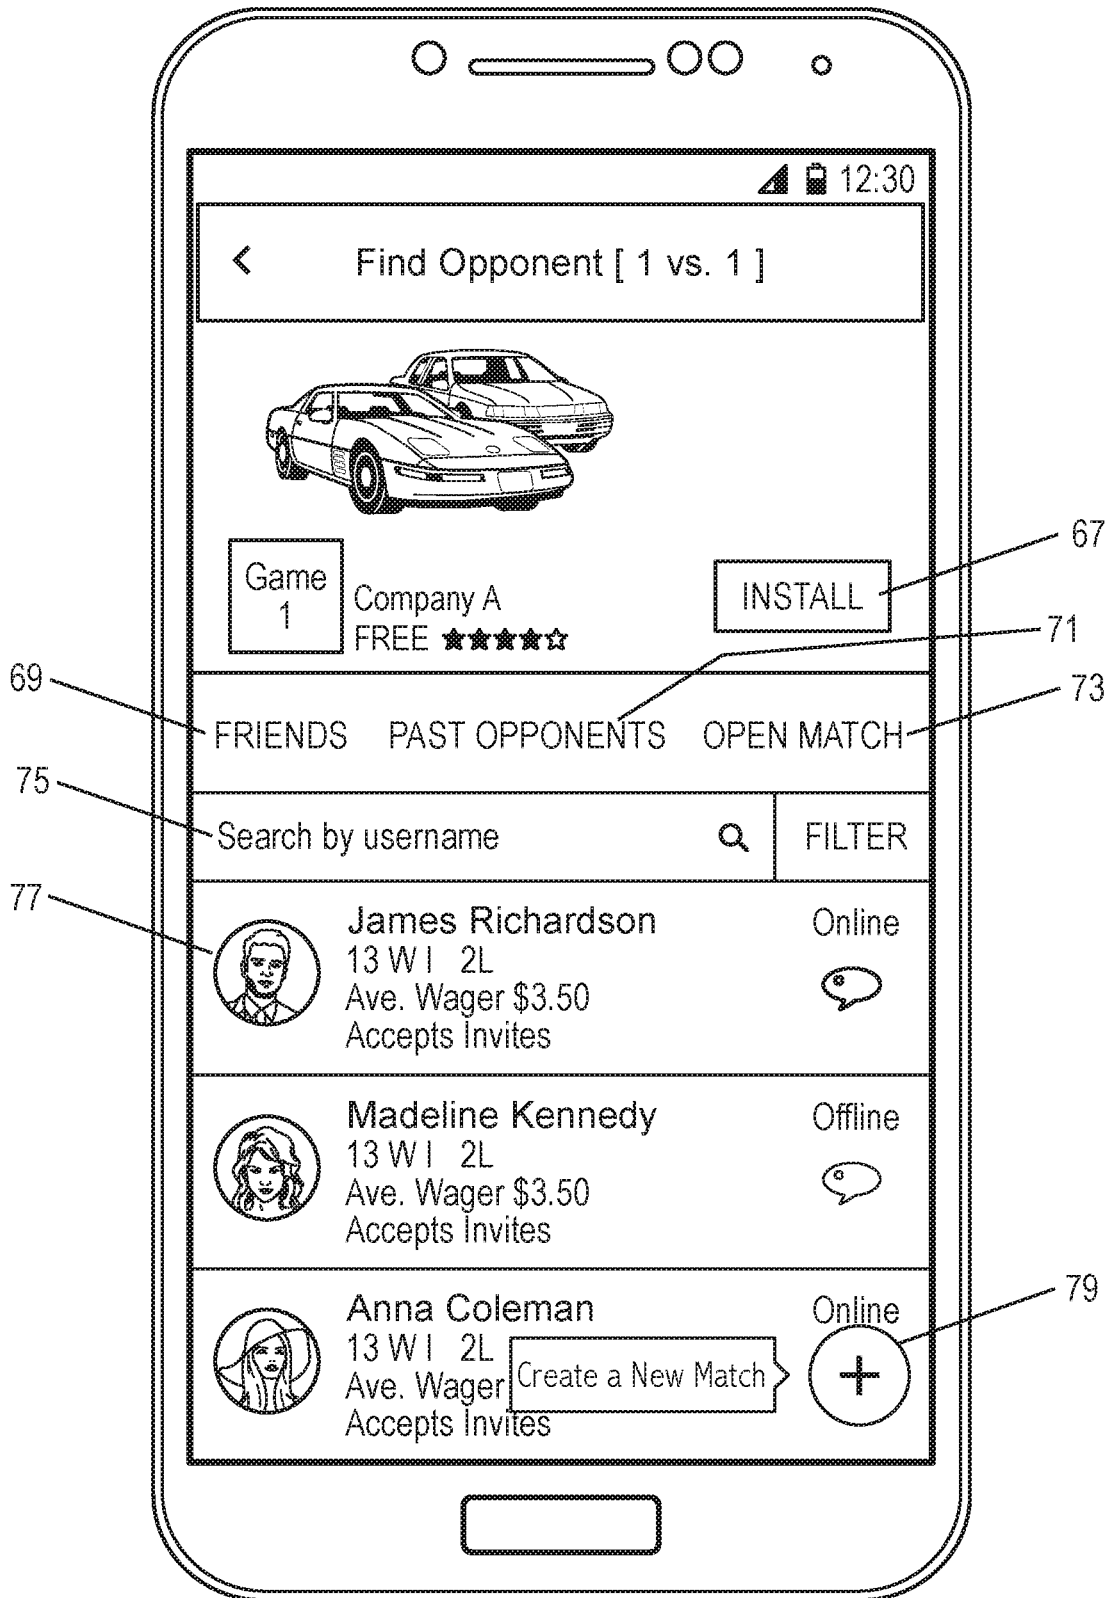 12:30
< Find Opponent [ 1 vs. 1 ]
67
Game
1
Company A
FREE ★★★★☆
INSTALL
71
69
73
FRIENDS PAST OPPONENTS OPEN MATCH
75
Search by username FILTER
77
James Richardson Online
13 W | 2L
Ave. Wager $3.50
Accepts Invites
Madeline Kennedy Offline
13 W | 2L
Ave. Wager $3.50
Accepts Invites
79
Anna Coleman Online
13 W | 2L
Ave. Wager
Create a New Match +
Accepts Invites